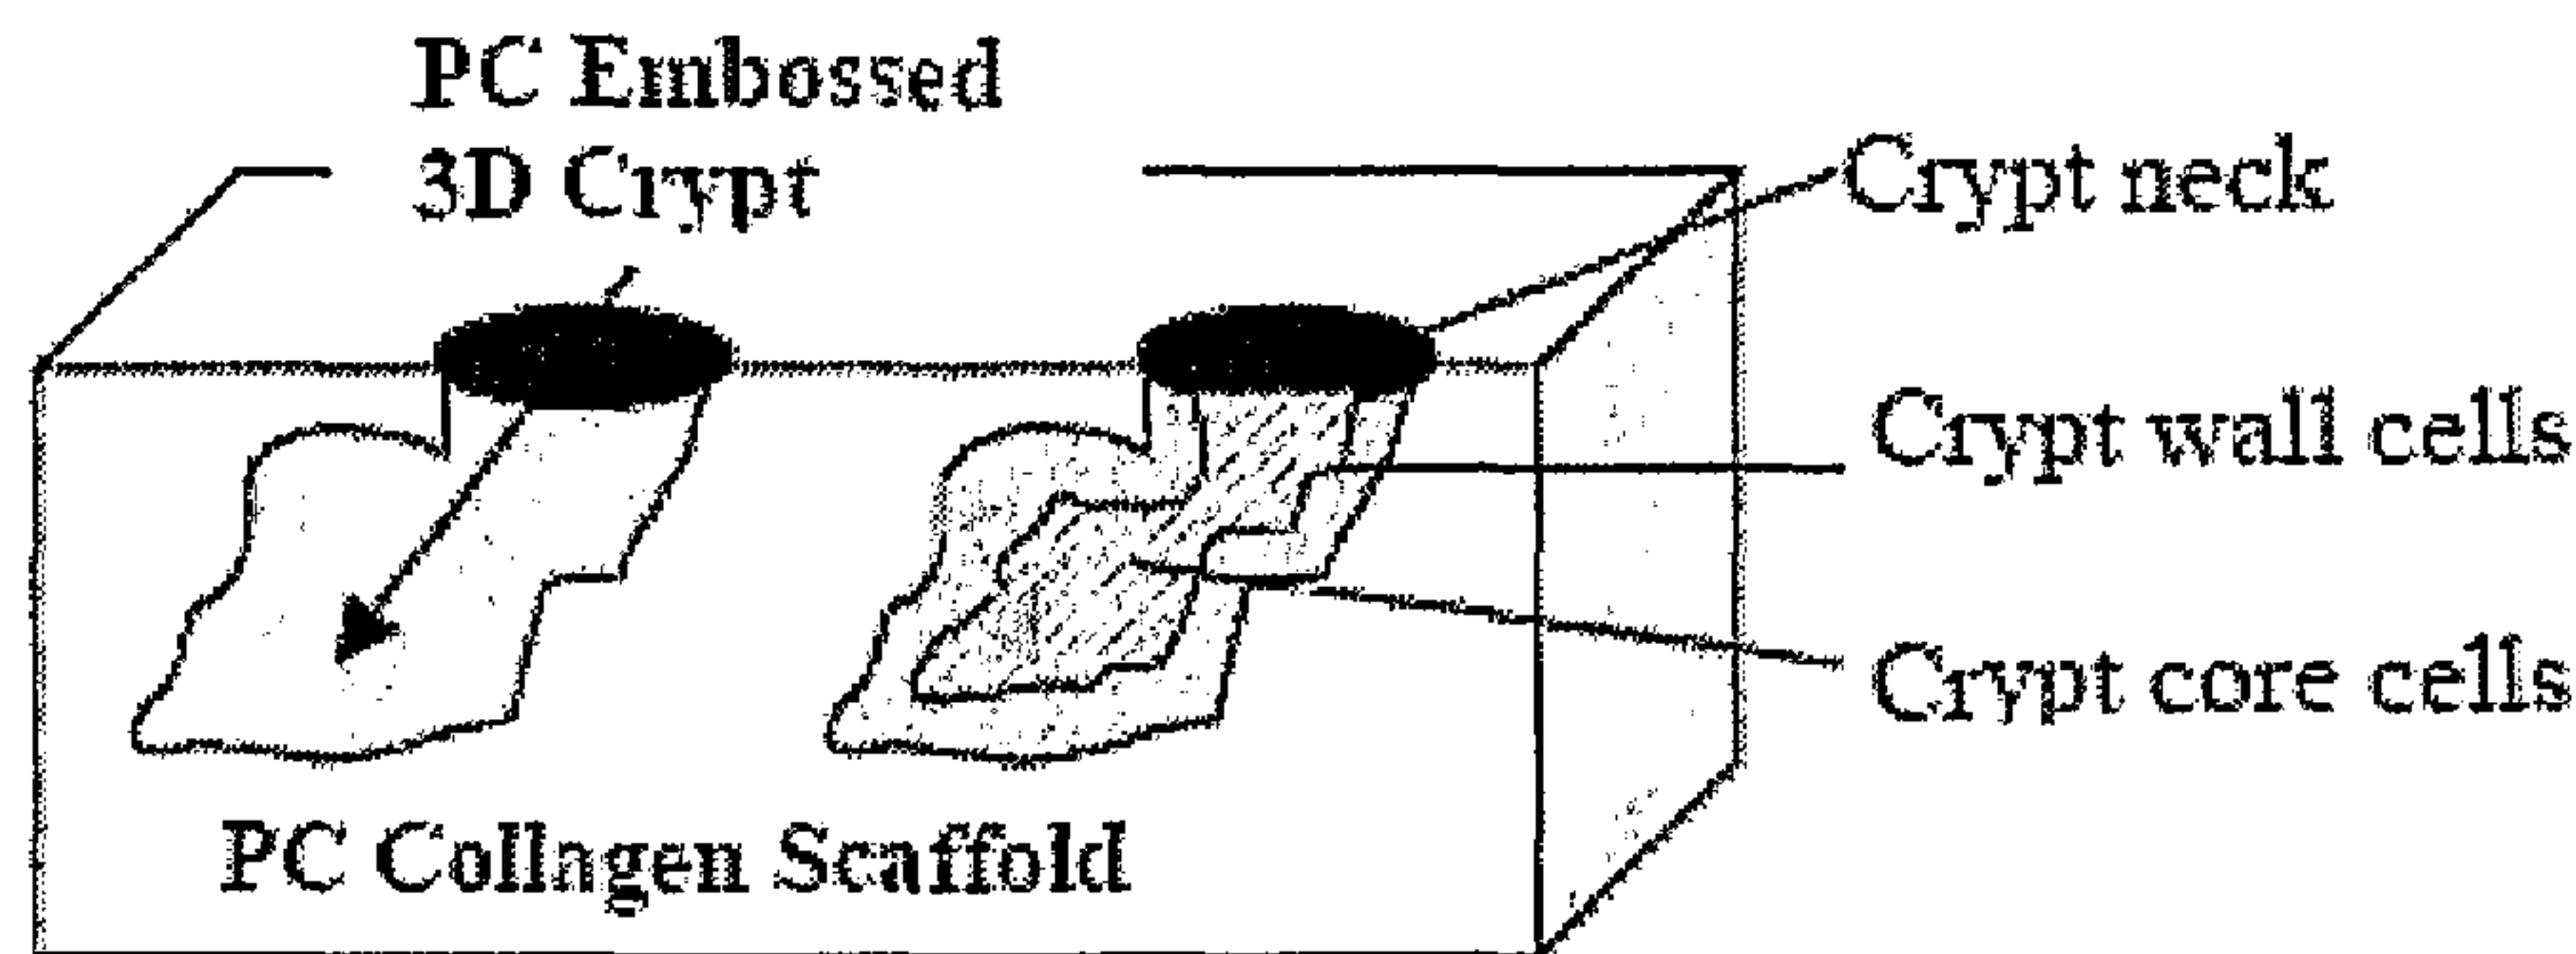 PC Embossed
3D Crypt
Crypt neck
Crypt wall cells
Crypt core cells
PC Collagen Scaffold